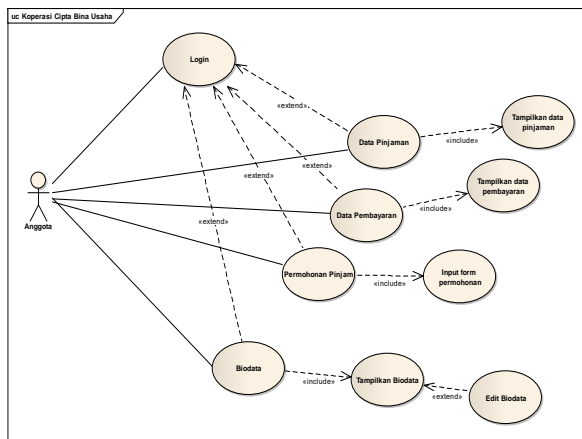 uc Koperasi Cipta Bina Usaha
Login
«extend»
Tampilkan data
pinjaman
Data Pinjaman
«include»
«extend»
«extend»
Tampilkan data
pembayaran
«include»
Anggota
«extend»
Data Pembayaran
Permohonan Pinjam
«include»
Input form
permohonan
Biodata
«include»
Tampilkan Biodata
«extend»
Edit Biodata